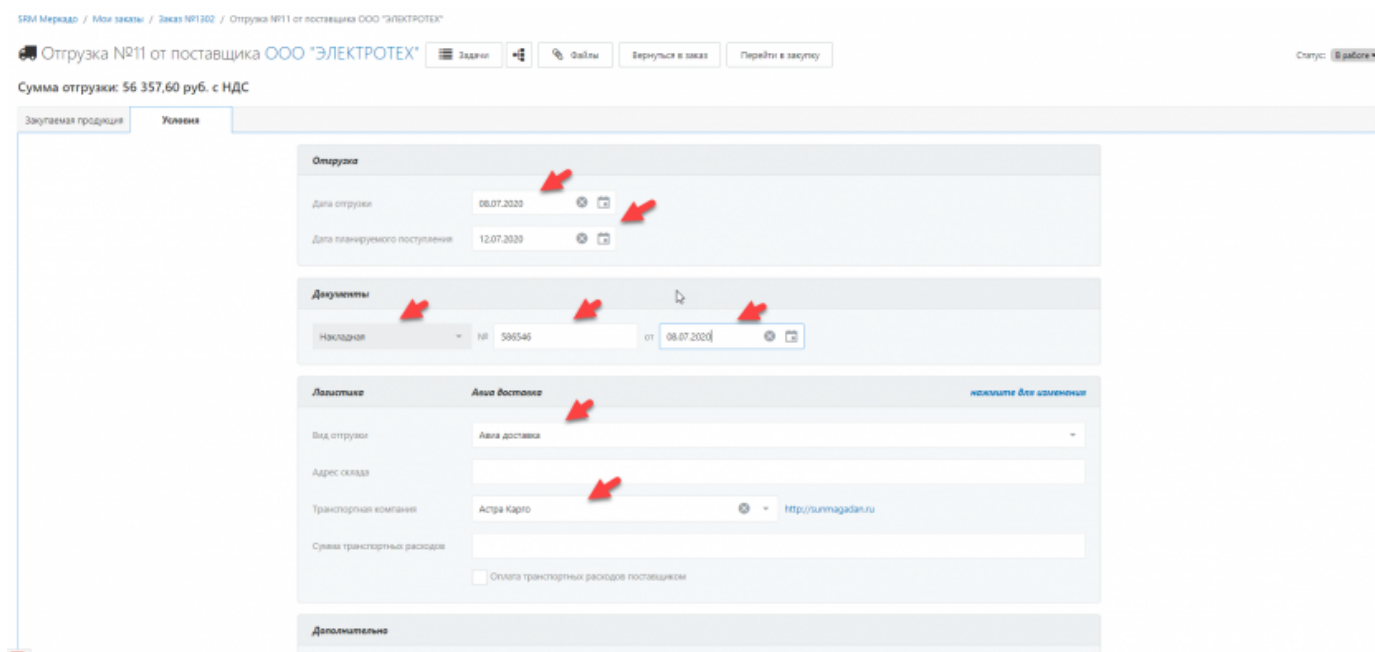 SRM Меркадо / Мои заказы / Заказ №1302 / Отгрузка №11 от поставщика ООО "ЭЛЕКТРОТЕХ"
Отгрузка №11 от поставщика ООО "ЭЛЕКТРОТЕХ" Задачи Файлы Вернуться в заказ Перейти в закупку Статус: В работе
Сумма отгрузки: 56 357,60 руб. с НДС
Закупаемая продукция Условия
Отгрузка
Дата отгрузки 08.07.2020
Дата планируемого поступления 12.07.2020
Документы
Накладная № 586546 от 08.07.2020
Логистика Авиа доставка нажмите для изменения
Вид отгрузки Авиа доставка
Адрес склада
Транспортная компания Астра Карго http://sunmagadan.ru
Сумма транспортных расходов
Оплата транспортных расходов поставщиком
Дополнительно